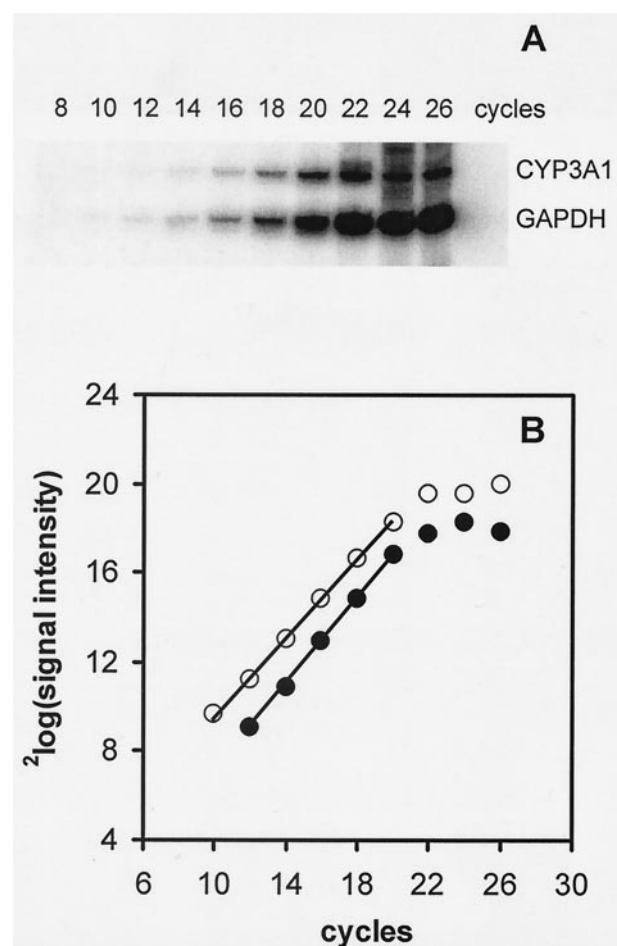 A
8 10 12 14 16 18 20 22 24 26 cycles
CYP3A1
GAPDH
B
24
20
16
12
8
4
²log(signal intensity)
6 10 14 18 22 26 30
cycles